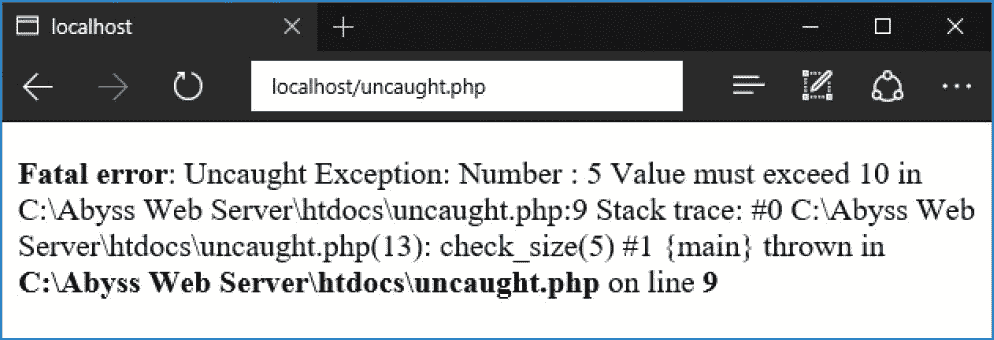 localhost
localhost/uncaught.php
Fatal error: Uncaught Exception: Number : 5 Value must exceed 10 in
C:\Abyss Web Server\htdocs\uncaught.php:9 Stack trace: #0 C:\Abyss Web
Server\htdocs\uncaught.php(13): check_size(5) #1 {main} thrown in
C:\Abyss Web Server\htdocs\uncaught.php on line 9